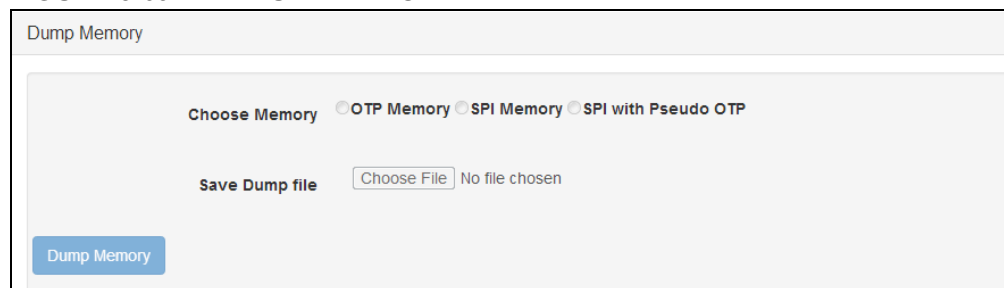 Dump Memory
Choose Memory OTP Memory SPI Memory SPI with Pseudo OTP
Save Dump file Choose File No file chosen
Dump Memory